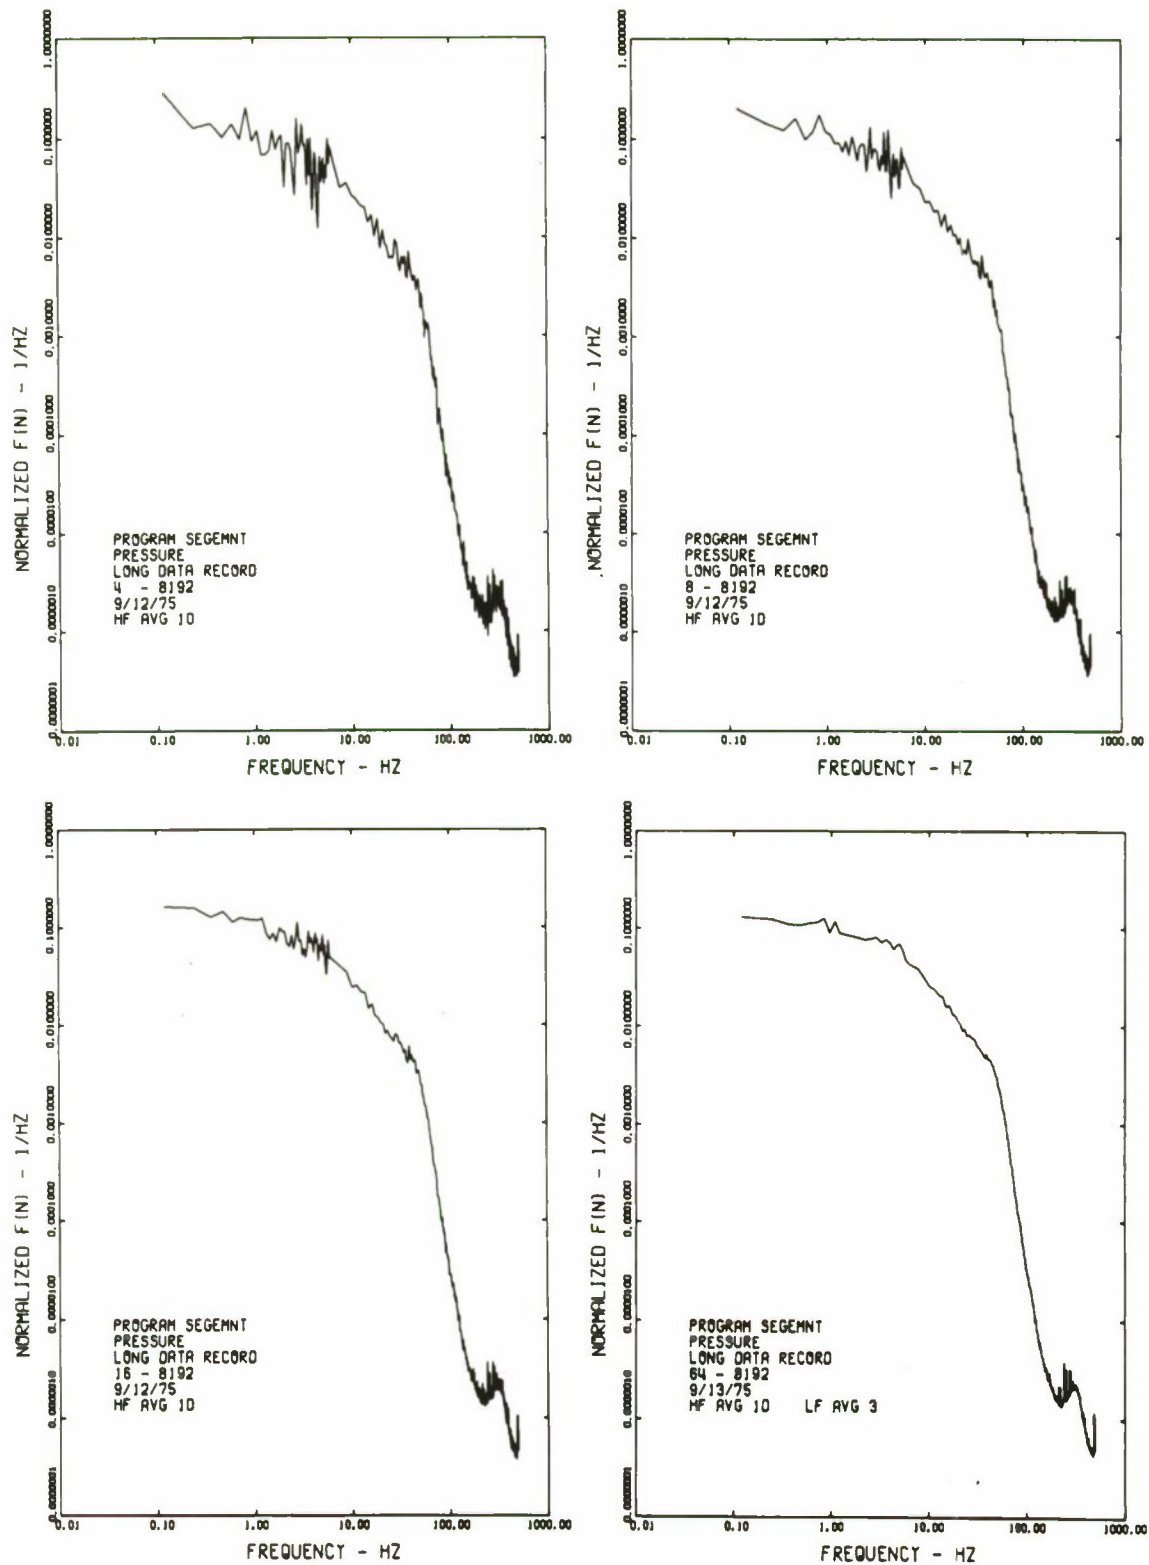 1.0000000
0.1000000
0.0100000
0.0010000
0.0001000
0.0000100
0.0000010
0.0000001
NORMALIZED F(N) - 1/HZ
PROGRAM SEGEMNT
PRESSURE
LONG DATA RECORD
4 - 8192
9/12/75
HF AVG 10
0.01 0.10 1.00 10.00 100.00 1000.00
FREQUENCY - HZ
1.0000000
0.1000000
0.0100000
0.0010000
0.0001000
0.0000100
0.0000010
0.0000001
NORMALIZED F(N) - 1/HZ
PROGRAM SEGEMNT
PRESSURE
LONG DATA RECORD
8 - 8192
9/12/75
HF AVG 10
0.01 0.10 1.00 10.00 100.00 1000.00
FREQUENCY - HZ
1.0000000
0.1000000
0.0100000
0.0010000
0.0001000
0.0000100
0.0000010
0.0000001
NORMALIZED F(N) - 1/HZ
PROGRAM SEGEMNT
PRESSURE
LONG DATA RECORD
16 - 8192
9/12/75
HF AVG 10
0.01 0.10 1.00 10.00 100.00 1000.00
FREQUENCY - HZ
1.0000000
0.1000000
0.0100000
0.0010000
0.0001000
0.0000100
0.0000010
0.0000001
NORMALIZED F(N) - 1/HZ
PROGRAM SEGEMNT
PRESSURE
LONG DATA RECORD
64 - 8192
9/13/75
HF AVG 10 LF AVG 3
0.01 0.10 1.00 10.00 100.00 1000.00
FREQUENCY - HZ